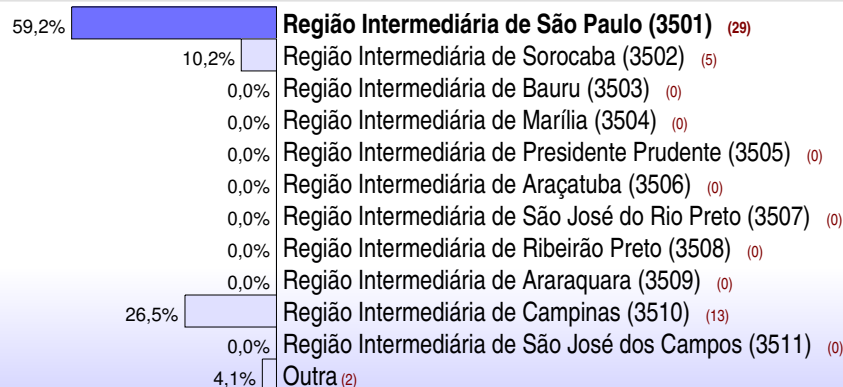 59,2% Região Intermediária de São Paulo (3501) (29)
10,2% Região Intermediária de Sorocaba (3502) (5)
0,0% Região Intermediária de Bauru (3503) (0)
0,0% Região Intermediária de Marília (3504) (0)
0,0% Região Intermediária de Presidente Prudente (3505) (0)
0,0% Região Intermediária de Araçatuba (3506) (0)
0,0% Região Intermediária de São José do Rio Preto (3507) (0)
0,0% Região Intermediária de Ribeirão Preto (3508) (0)
0,0% Região Intermediária de Araraquara (3509) (0)
26,5% Região Intermediária de Campinas (3510) (13)
0,0% Região Intermediária de São José dos Campos (3511) (0)
4,1% Outra (2)